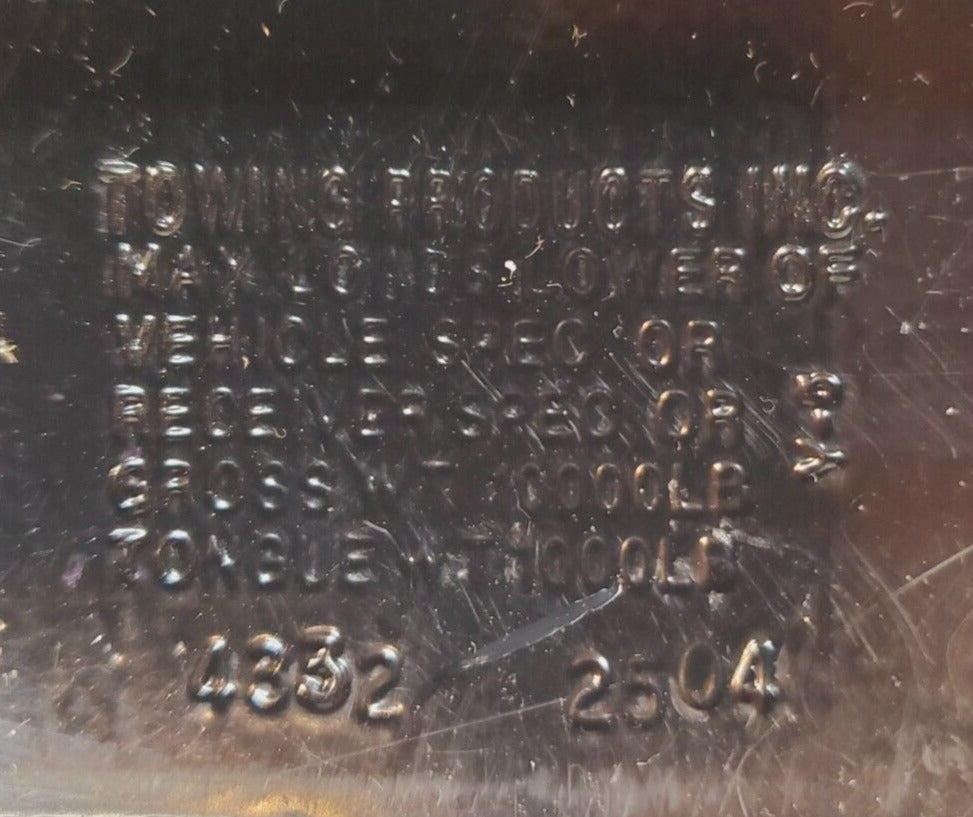 TOWING PRODUCTS INC.
MAX LOAD: LOWER OF
VEHICLE SPEC OR
RECEIVER SPEC OR
GROSS WT 10000LB
TONGUE WT 1000LB
4332 2504